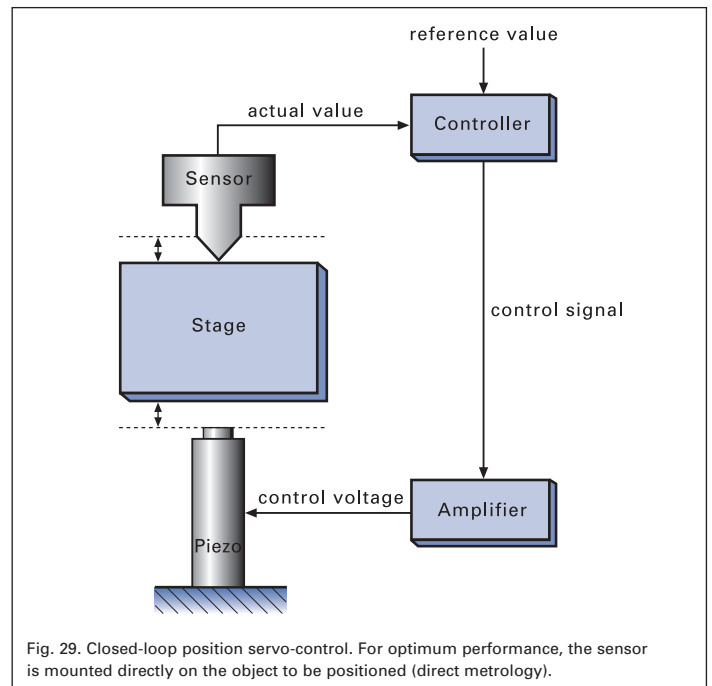 reference value
actual value
Controller
Sensor
Stage
control signal
control voltage
Amplifier
Piezo
Fig. 29. Closed-loop position servo-control. For optimum performance, the sensor
is mounted directly on the object to be positioned (direct metrology).